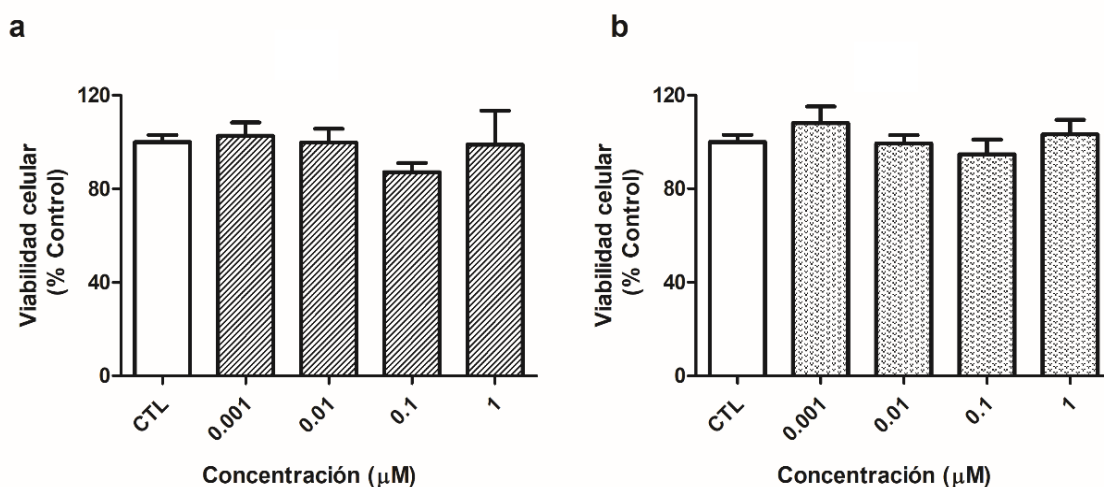 a
120
80
40
0
Viabilidad celular
(% Control)
CTL
0.001
0.01
0.1
1
Concentración (μM)
b
120
80
40
0
Viabilidad celular
(% Control)
CTL
0.001
0.01
0.1
1
Concentración (μM)